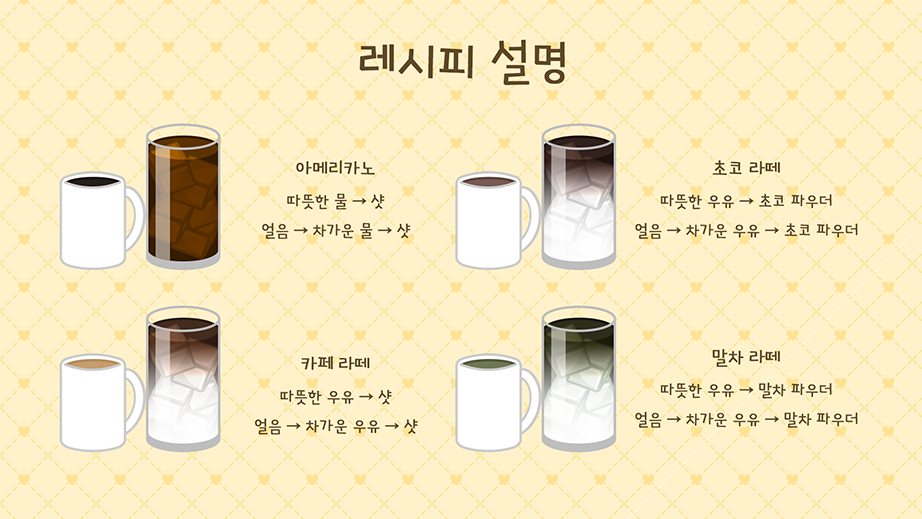 레시피 설명
아메리카노
따뜻한 물 → 샷
얼음 → 차가운 물 → 샷
초코 라떼
따뜻한 우유 → 초코 파우더
얼음 → 차가운 우유 → 초코 파우더
카페 라떼
따뜻한 우유 → 샷
얼음 → 차가운 우유 → 샷
말차 라떼
따뜻한 우유 → 말차 파우더
얼음 → 차가운 우유 → 말차 파우더